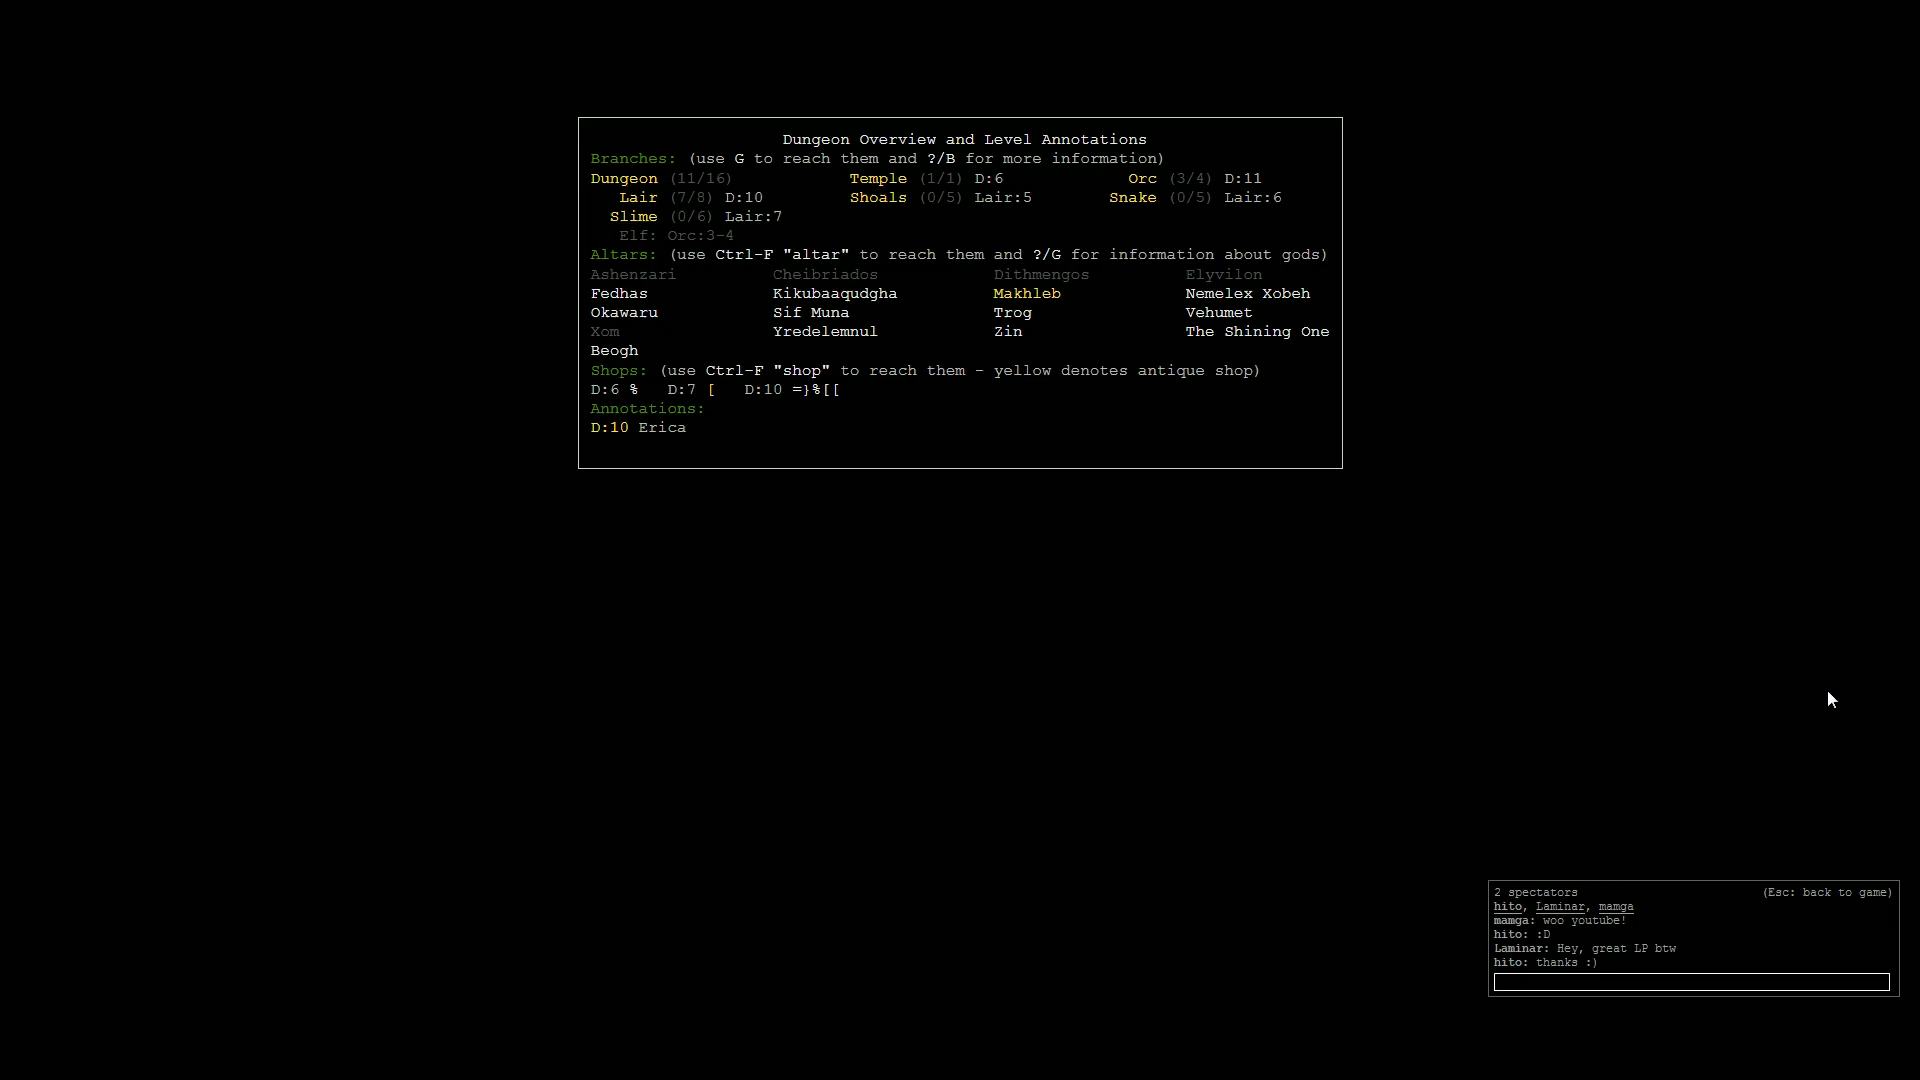 Dungeon Overview and Level Annotations
Branches: (use G to reach them and ?/B for more information)
Dungeon (11/16) Temple (1/1) D:6 Orc (3/4) D:11
Lair (7/8) D:10 Shoals (0/5) Lair:5 Snake (0/5) Lair:6
Slime (0/6) Lair:7
Elf: Orc:3-4
Altars: (use Ctrl-F "altar" to reach them and ?/G for information about gods)
Ashenzari Cheibriados Dithmengos Elyvilon
Fedhas Kikubaaqudgha Makhleb Nemelex Xobeh
Okawaru Sif Muna Trog Vehumet
Xom Yredelemnul Zin The Shining One
Beogh
Shops: (use Ctrl-F "shop" to reach them - yellow denotes antique shop)
D:6 % D:7 [ D:10 =}%[[
Annotations:
D:10 Erica
2 spectators (Esc: back to game)
hito, Laminar, mamga
mamga: woo youtube!
hito: :D
Laminar: Hey, great LP btw
hito: thanks :)